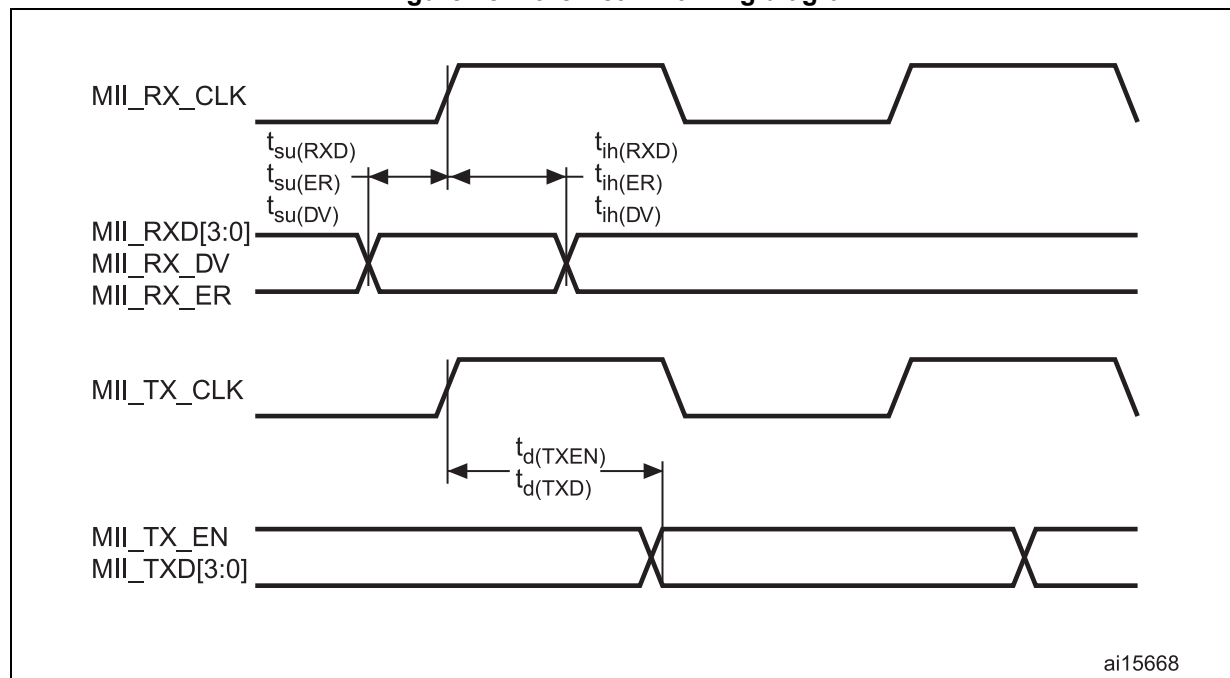 MII_RX_CLK
tsu(RXD)
tsu(ER)
tsu(DV)
tih(RXD)
tih(ER)
tih(DV)
MII_RXD[3:0]
MII_RX_DV
MII_RX_ER
MII_TX_CLK
td(TXEN)
td(TXD)
MII_TX_EN
MII_TXD[3:0]
ai15668